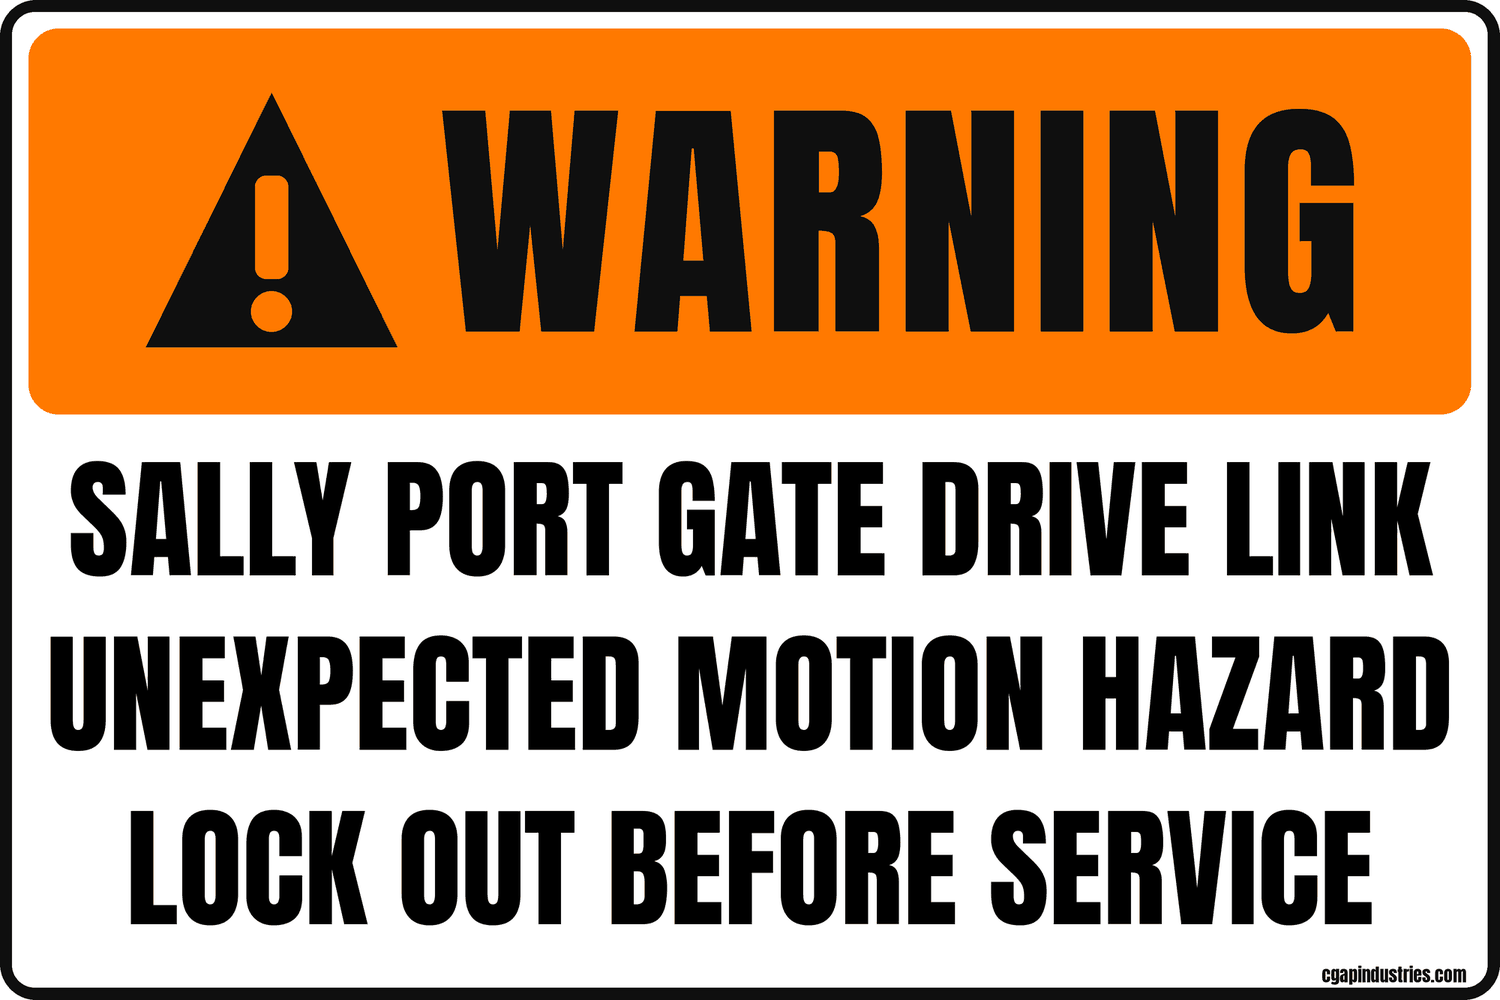 WARNING
SALLY PORT GATE DRIVE LINK
UNEXPECTED MOTION HAZARD
LOCK OUT BEFORE SERVICE
cgapindustries.com